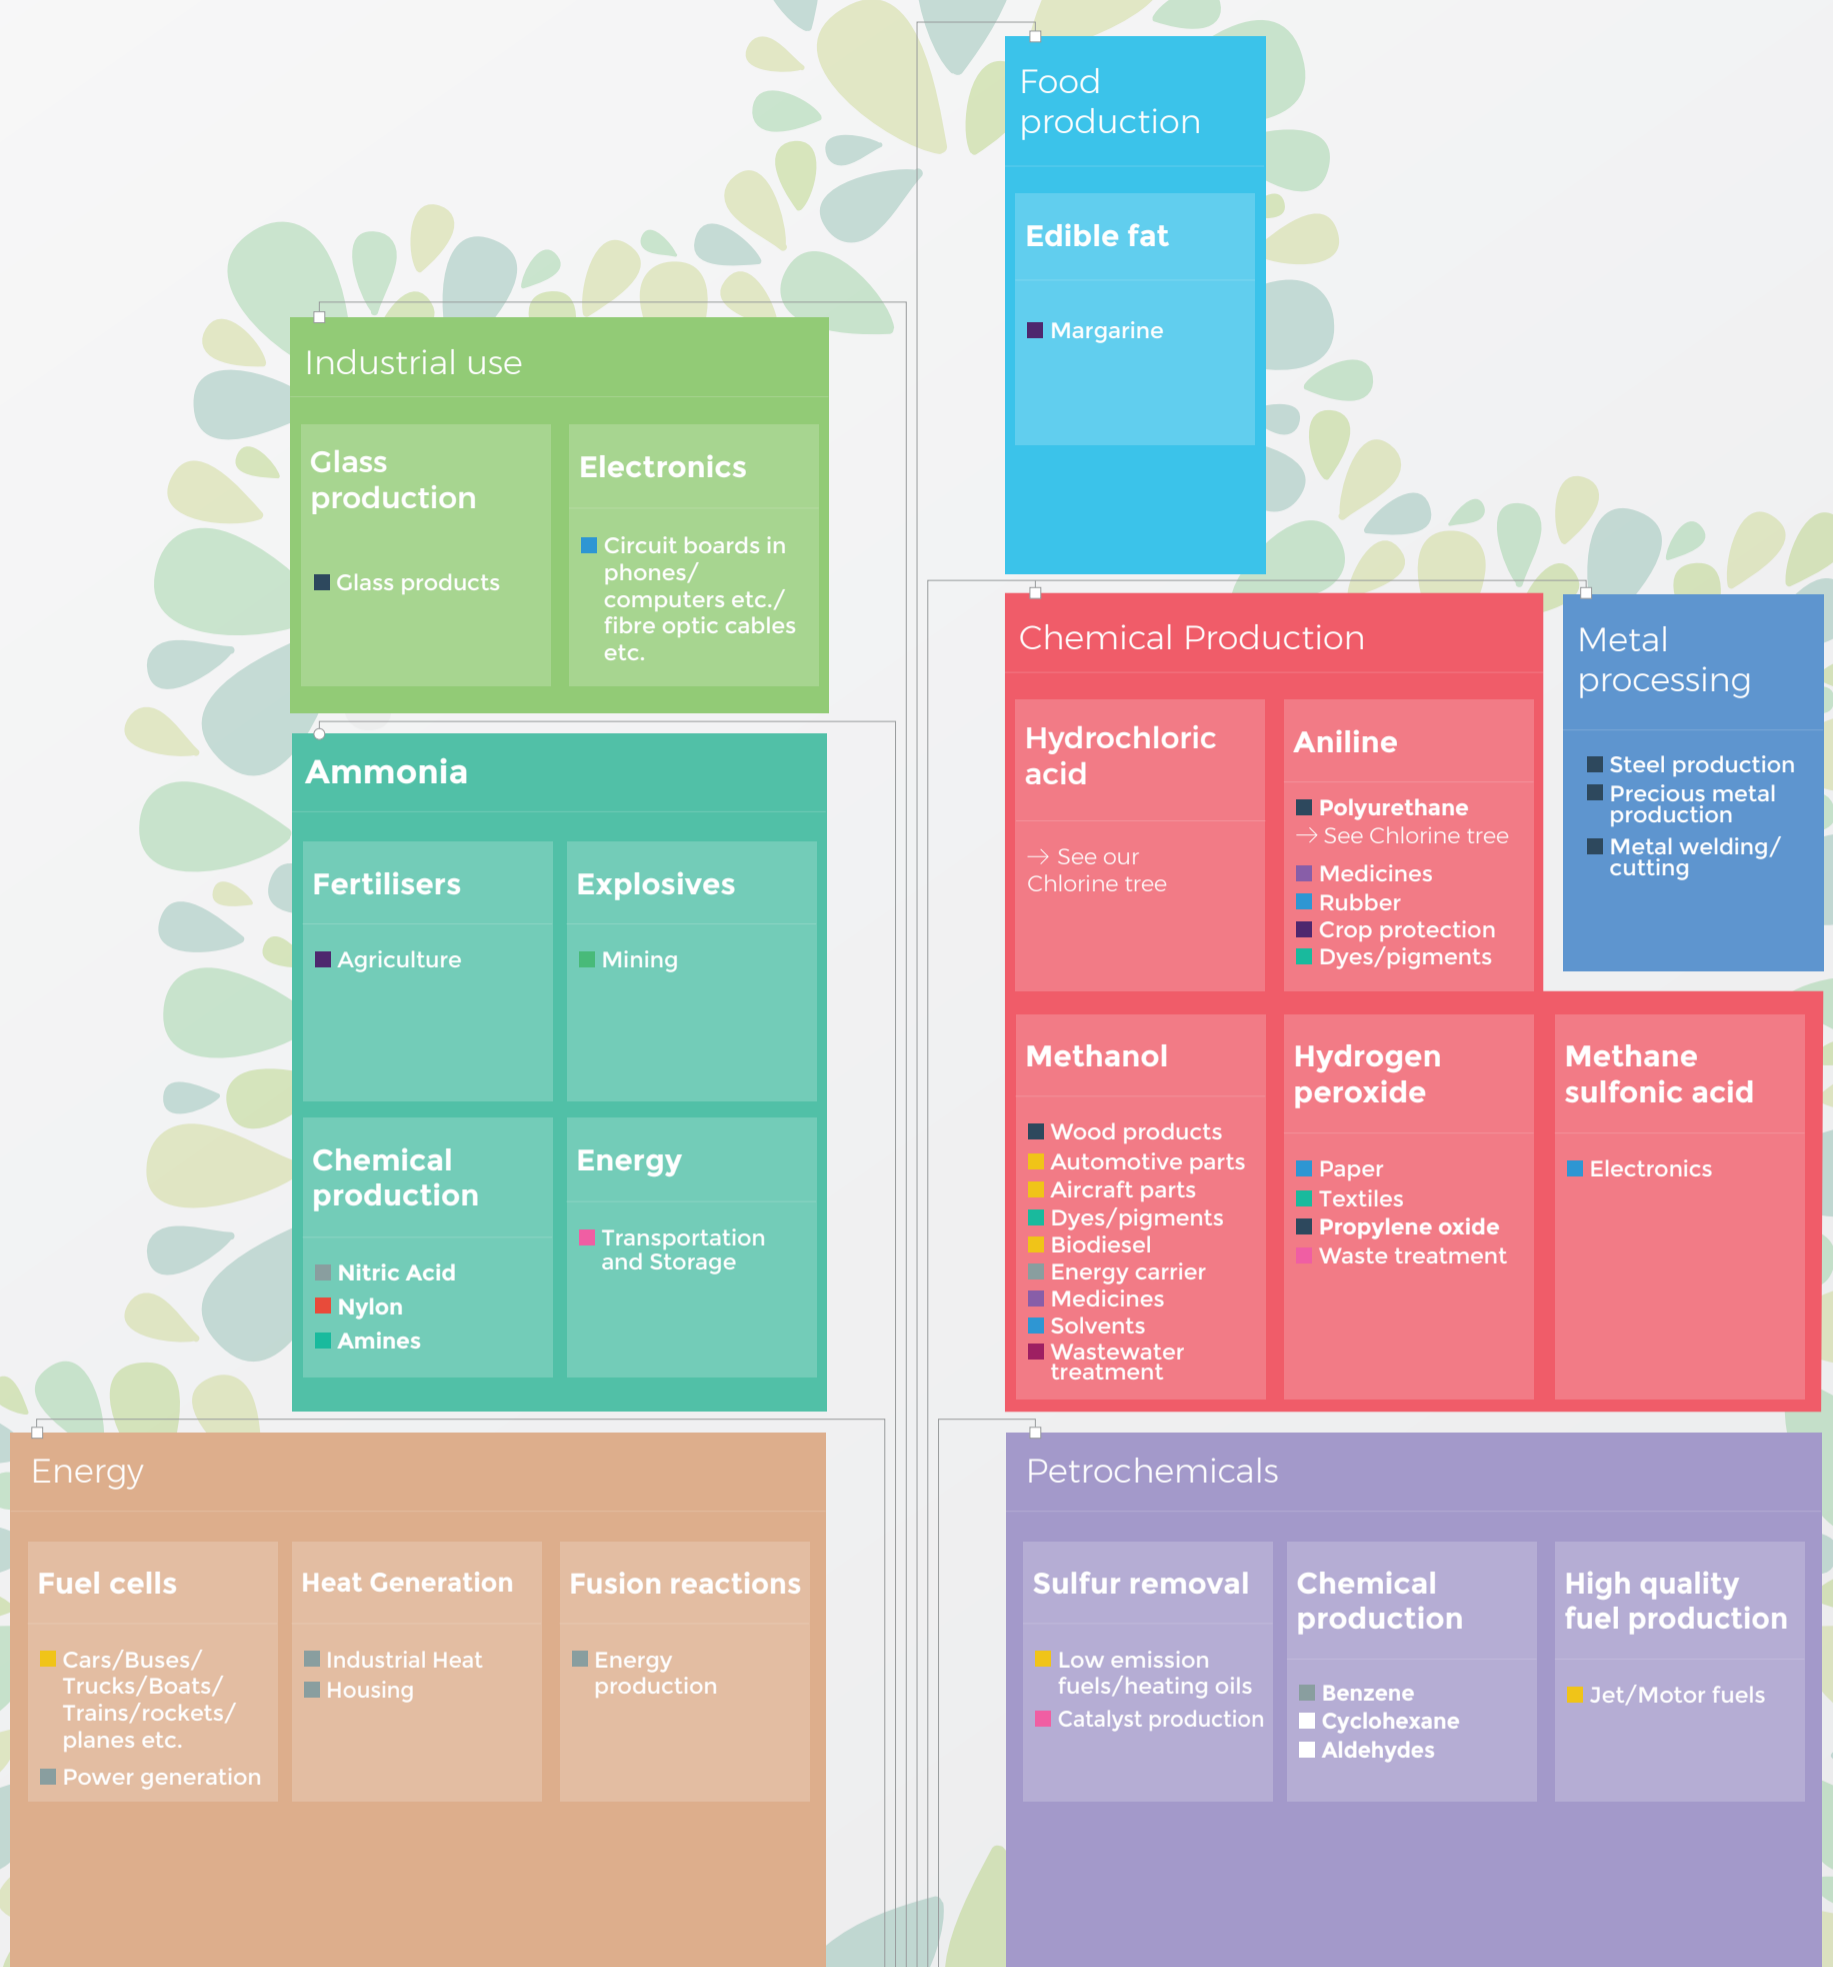 Food
production
Edible fat
Margarine
Industrial use
Glass
production
Glass products
Electronics
Circuit boards in
phones/
computers etc./
fibre optic cables
etc.
Chemical Production
Hydrochloric
acid
→ See our
Chlorine tree
Aniline
Polyurethane
→ See Chlorine tree
Medicines
Rubber
Crop protection
Dyes/pigments
Metal
processing
Steel production
Precious metal
production
Metal welding/
cutting
Methanol
Wood products
Automotive parts
Aircraft parts
Dyes/pigments
Biodiesel
Energy carrier
Medicines
Solvents
Wastewater
treatment
Hydrogen
peroxide
Paper
Textiles
Propylene oxide
Waste treatment
Methane
sulfonic acid
Electronics
Ammonia
Fertilisers
Agriculture
Explosives
Mining
Chemical
production
Nitric Acid
Nylon
Amines
Energy
Transportation
and Storage
Energy
Fuel cells
Cars/Buses/
Trucks/Boats/
Trains/rockets/
planes etc.
Power generation
Heat Generation
Industrial Heat
Housing
Fusion reactions
Energy
production
Petrochemicals
Sulfur removal
Low emission
fuels/heating oils
Catalyst production
Chemical
production
Benzene
Cyclohexane
Aldehydes
High quality
fuel production
Jet/Motor fuels